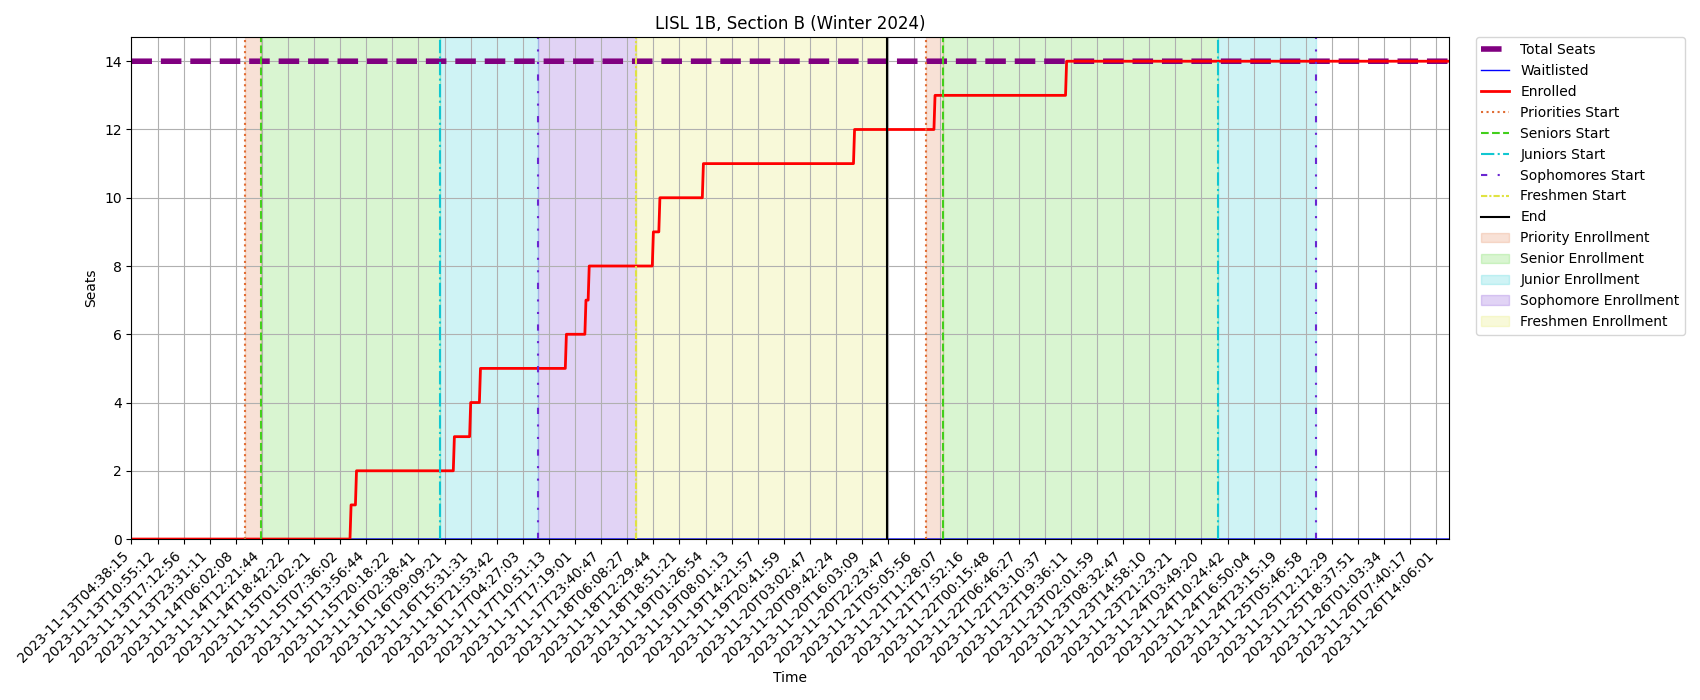 LISL 1B, Section B (Winter 2024)
Seats
14
12
10
8
6
4
2
0
2023-11-13T04:38:15
2023-11-13T10:55:12
2023-11-13T17:12:56
2023-11-13T23:31:11
2023-11-14T06:02:08
2023-11-14T12:21:44
2023-11-14T18:42:22
2023-11-15T01:02:21
2023-11-15T07:36:02
2023-11-15T13:56:44
2023-11-15T20:18:22
2023-11-16T02:38:41
2023-11-16T09:09:21
2023-11-16T15:31:31
2023-11-16T21:53:42
2023-11-17T04:27:03
2023-11-17T10:51:13
2023-11-17T17:19:01
2023-11-17T23:40:47
2023-11-18T06:08:27
2023-11-18T12:29:44
2023-11-18T18:51:21
2023-11-19T01:26:54
2023-11-19T08:01:13
2023-11-19T14:21:57
2023-11-19T20:41:59
2023-11-20T03:02:47
2023-11-20T09:42:24
2023-11-20T16:03:09
2023-11-20T22:23:47
2023-11-21T05:05:56
2023-11-21T11:28:07
2023-11-21T17:52:16
2023-11-22T00:15:48
2023-11-22T06:46:27
2023-11-22T13:10:37
2023-11-22T19:36:11
2023-11-23T02:01:59
2023-11-23T08:32:47
2023-11-23T14:58:10
2023-11-23T21:23:21
2023-11-24T03:49:20
2023-11-24T10:24:42
2023-11-24T16:50:04
2023-11-24T23:15:19
2023-11-25T05:46:58
2023-11-25T12:12:29
2023-11-25T18:37:51
2023-11-26T01:03:34
2023-11-26T07:40:17
2023-11-26T14:06:01
Time
Total Seats
Waitlisted
Enrolled
Priorities Start
Seniors Start
Juniors Start
Sophomores Start
Freshmen Start
End
Priority Enrollment
Senior Enrollment
Junior Enrollment
Sophomore Enrollment
Freshmen Enrollment